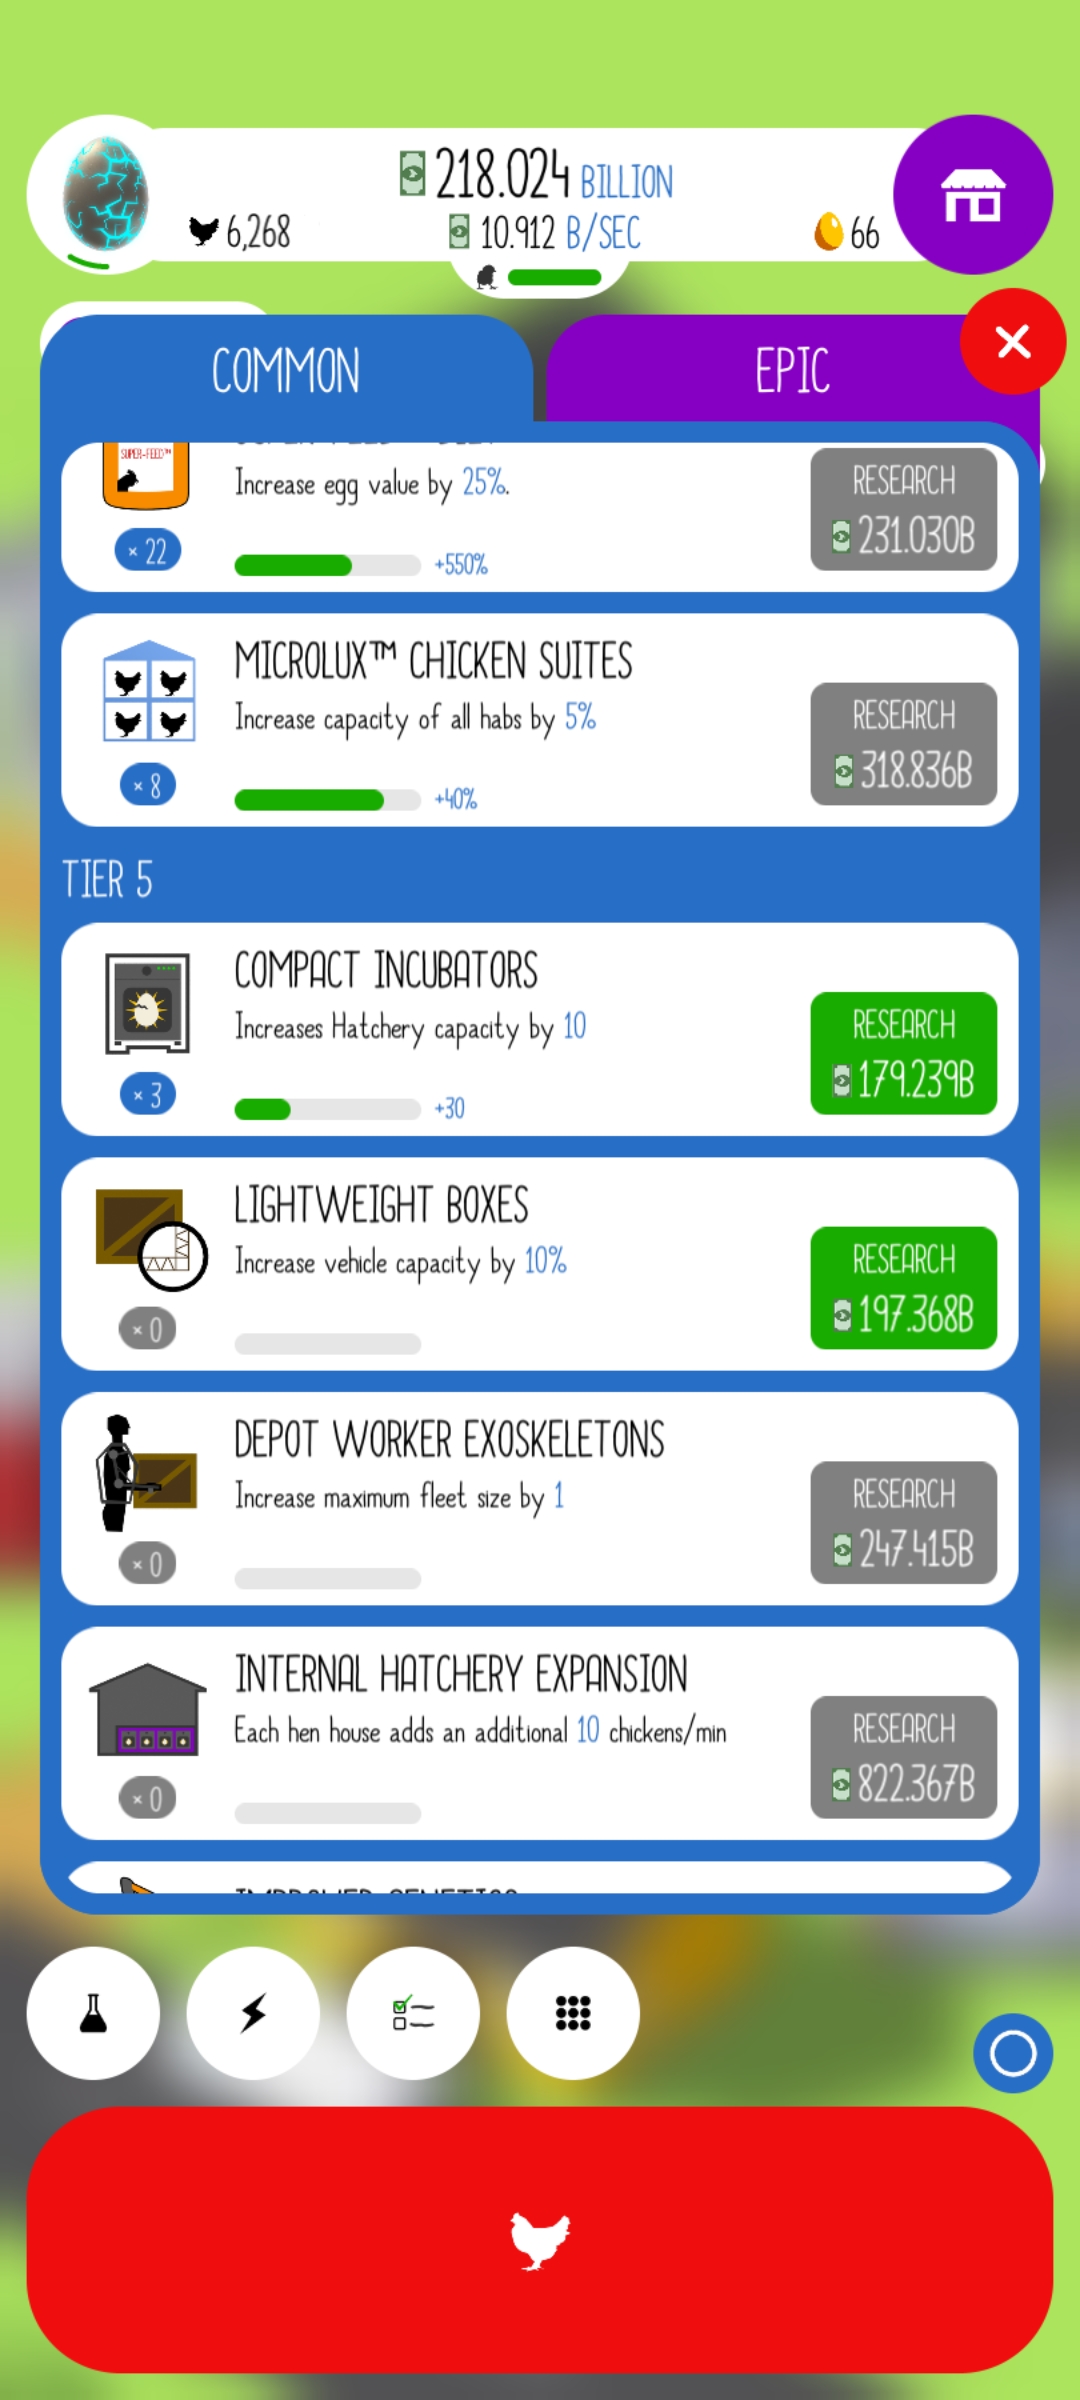 218.024 BILLION
6,268
10.912 B/SEC
66
COMMON
EPIC
SUPER-FEED™
Increase egg value by 25%.
RESEARCH
231.030B
× 22
+550%
MICROLUX™ CHICKEN SUITES
Increase capacity of all habs by 5%
RESEARCH
318.836B
× 8
+40%
TIER 5
COMPACT INCUBATORS
Increases Hatchery capacity by 10
RESEARCH
179.239B
× 3
+30
LIGHTWEIGHT BOXES
Increase vehicle capacity by 10%
RESEARCH
197.368B
× 0
DEPOT WORKER EXOSKELETONS
Increase maximum fleet size by 1
RESEARCH
247.415B
× 0
INTERNAL HATCHERY EXPANSION
Each hen house adds an additional 10 chickens/min
RESEARCH
822.367B
× 0
IMPROVED GENETICS